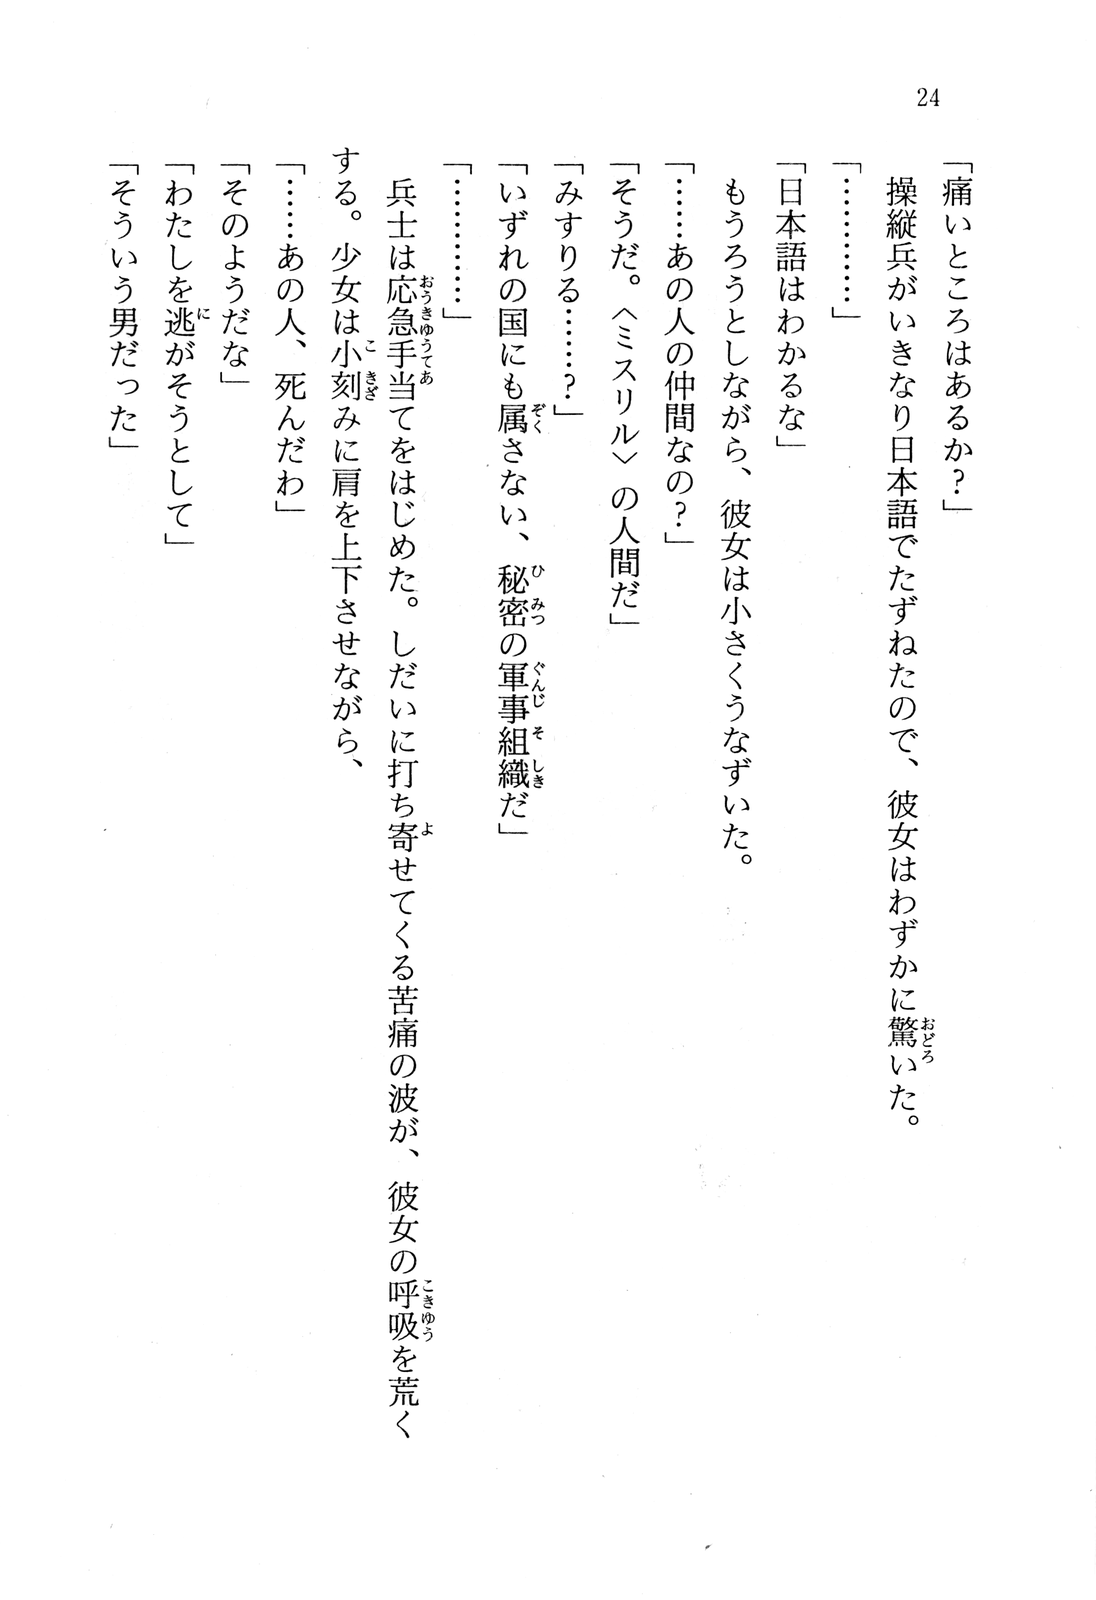 24
「痛いところはあるか？」
操縦兵がいきなり日本語でたずねたので、彼女はわずかに驚いた。
「…………」
「日本語はわかるな」
もうろうとしながら、彼女は小さくうなずいた。
「……あの人の仲間なの？」
「そうだ。〈ミスリル〉の人間だ」
「みすりる……？」
「いずれの国にも属さない、秘密の軍事組織だ」
「…………」
兵士は応急手当てをはじめた。しだいに打ち寄せてくる苦痛の波が、彼女の呼吸を荒く
する。少女は小刻みに肩を上下させながら、
「……あの人、死んだわ」
「そのようだな」
「わたしを逃がそうとして」
「そういう男だった」